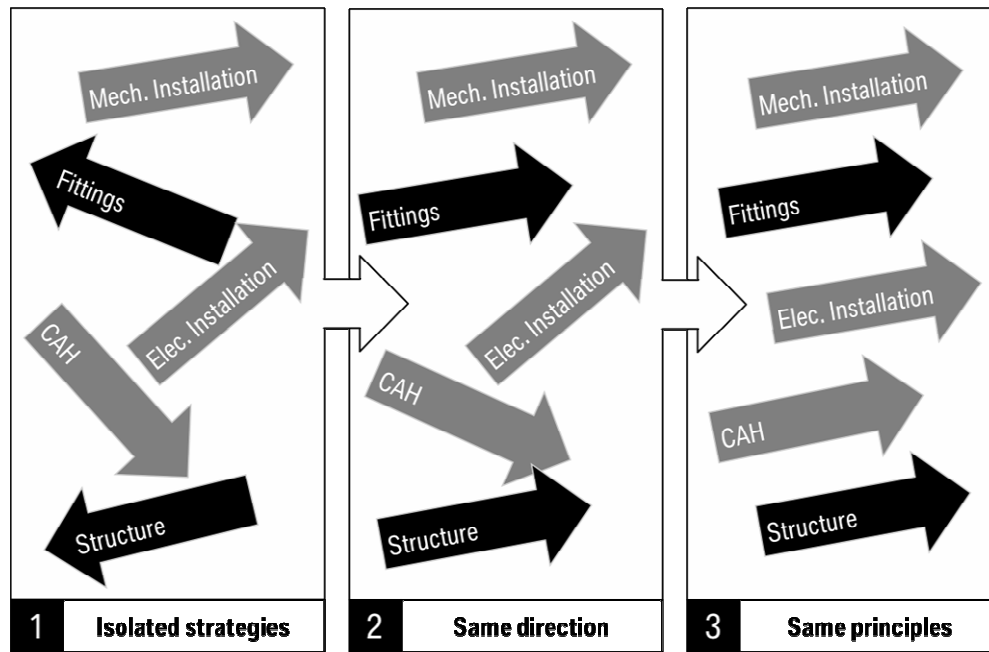 Mech. Installation
Fittings
Elec. Installation
CAH
Structure
1 Isolated strategies
Mech. Installation
Fittings
Elec. Installation
CAH
Structure
2 Same direction
Mech. Installation
Fittings
Elec. Installation
CAH
Structure
3 Same principles